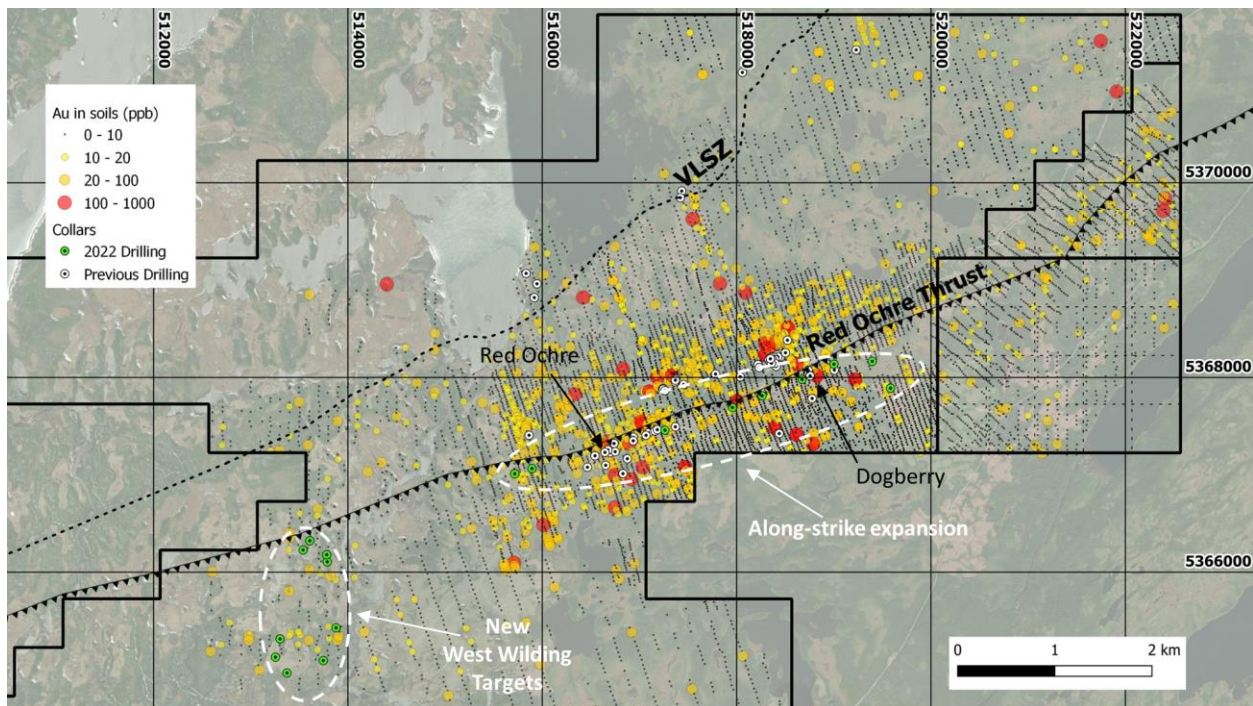 512000
514000
516000
518000
520000
522000
Au in soils (ppb)
0 - 10
10 - 20
20 - 100
100 - 1000
Collars
2022 Drilling
Previous Drilling
VLSZ
5370000
Red Ochre Thrust
Red Ochre
5368000
Dogberry
Along-strike expansion
5366000
New
West Wilding
Targets
0 1 2 km